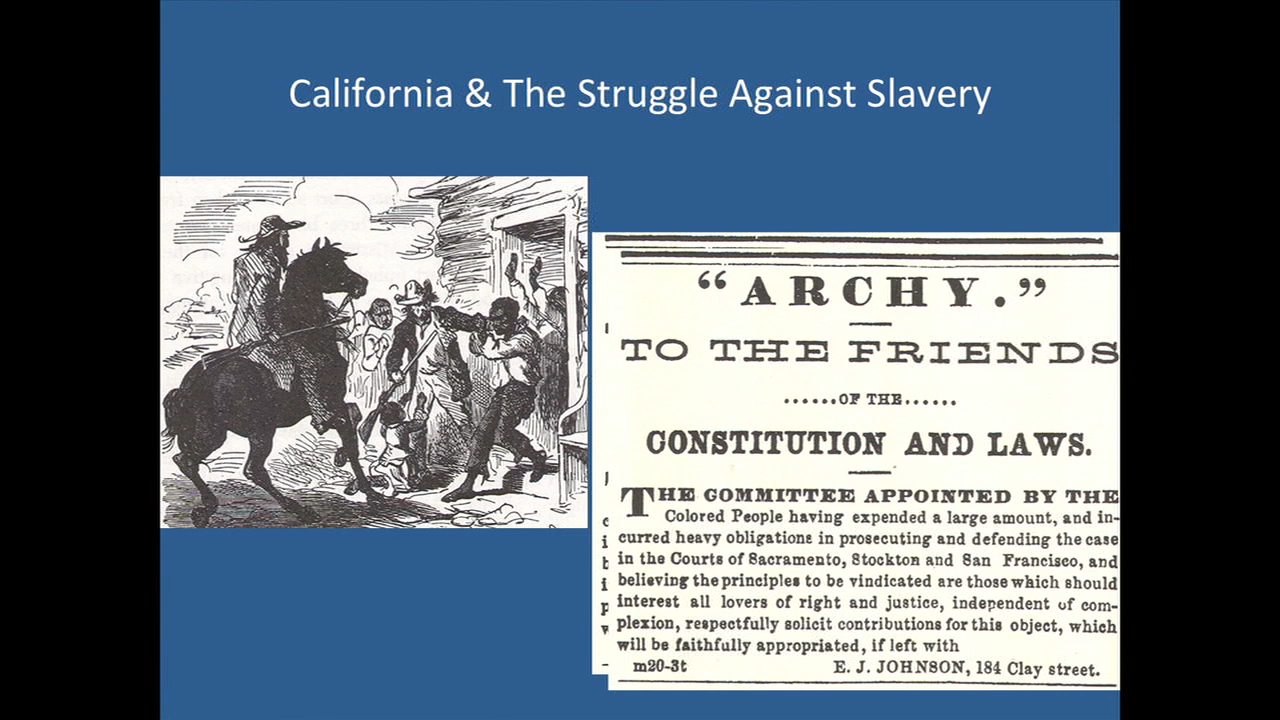 California & The Struggle Against Slavery
"ARCHY."
TO THE FRIENDS
......OF THE......
CONSTITUTION AND LAWS.
THE COMMITTEE APPOINTED BY THE
Colored People having expended a large amount, and in-
curred heavy obligations in prosecuting and defending the case
in the Courts of Sacramento, Stockton and San Francisco, and
believing the principles to be vindicated are those which should
interest all lovers of right and justice, independent of com-
plexion, respectfully solicit contributions for this object, which
will be faithfully appropriated, if left with
m20-3t E. J. JOHNSON, 184 Clay street.